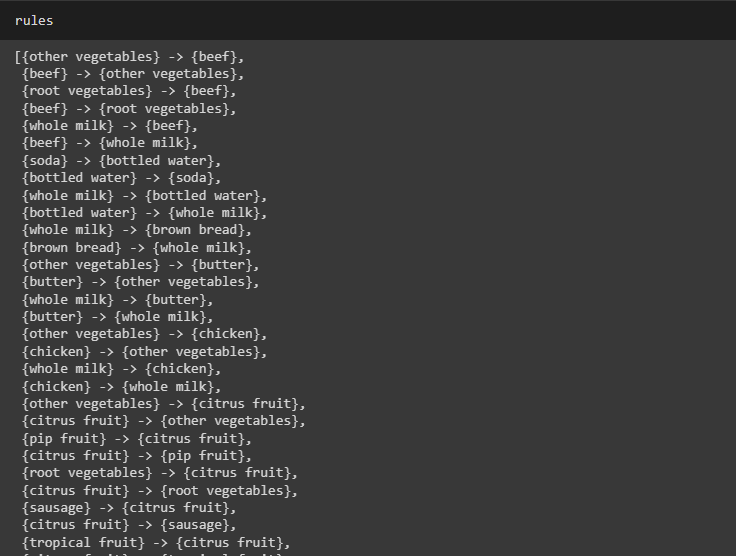 rules
[{other vegetables} -> {beef},
{beef} -> {other vegetables},
{root vegetables} -> {beef},
{beef} -> {root vegetables},
{whole milk} -> {beef},
{beef} -> {whole milk},
{soda} -> {bottled water},
{bottled water} -> {soda},
{whole milk} -> {bottled water},
{bottled water} -> {whole milk},
{whole milk} -> {brown bread},
{brown bread} -> {whole milk},
{other vegetables} -> {butter},
{butter} -> {other vegetables},
{whole milk} -> {butter},
{butter} -> {whole milk},
{other vegetables} -> {chicken},
{chicken} -> {other vegetables},
{whole milk} -> {chicken},
{chicken} -> {whole milk},
{other vegetables} -> {citrus fruit},
{citrus fruit} -> {other vegetables},
{pip fruit} -> {citrus fruit},
{citrus fruit} -> {pip fruit},
{root vegetables} -> {citrus fruit},
{citrus fruit} -> {root vegetables},
{sausage} -> {citrus fruit},
{citrus fruit} -> {sausage},
{tropical fruit} -> {citrus fruit},